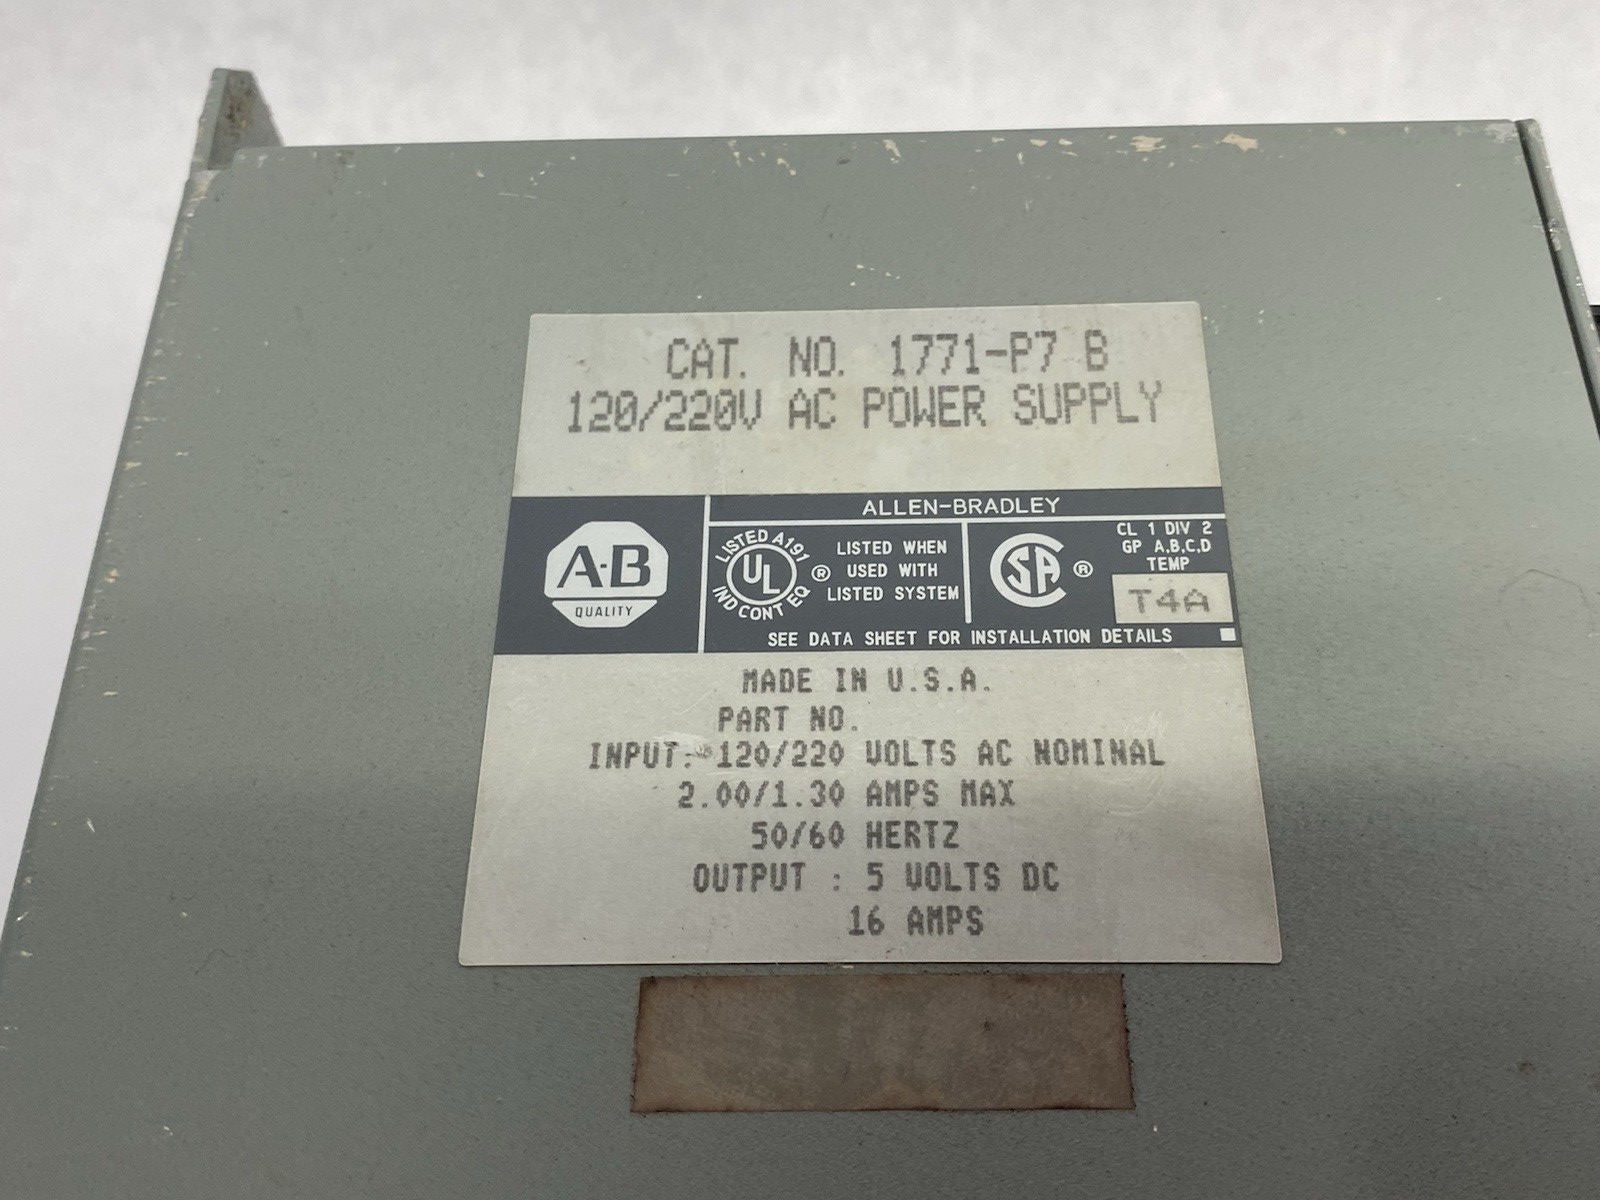 CAT. NO. 1771-P7 B
120/220V AC POWER SUPPLY
ALLEN-BRADLEY
A-B
QUALITY
LISTED A191
UL ®
IND CONT EQ
LISTED WHEN
USED WITH
LISTED SYSTEM
CSA ®
CL 1 DIV 2
GP A,B,C,D
TEMP
T4A
SEE DATA SHEET FOR INSTALLATION DETAILS
MADE IN U.S.A.
PART NO.
INPUT: 120/220 VOLTS AC NOMINAL
2.00/1.30 AMPS MAX
50/60 HERTZ
OUTPUT : 5 VOLTS DC
16 AMPS